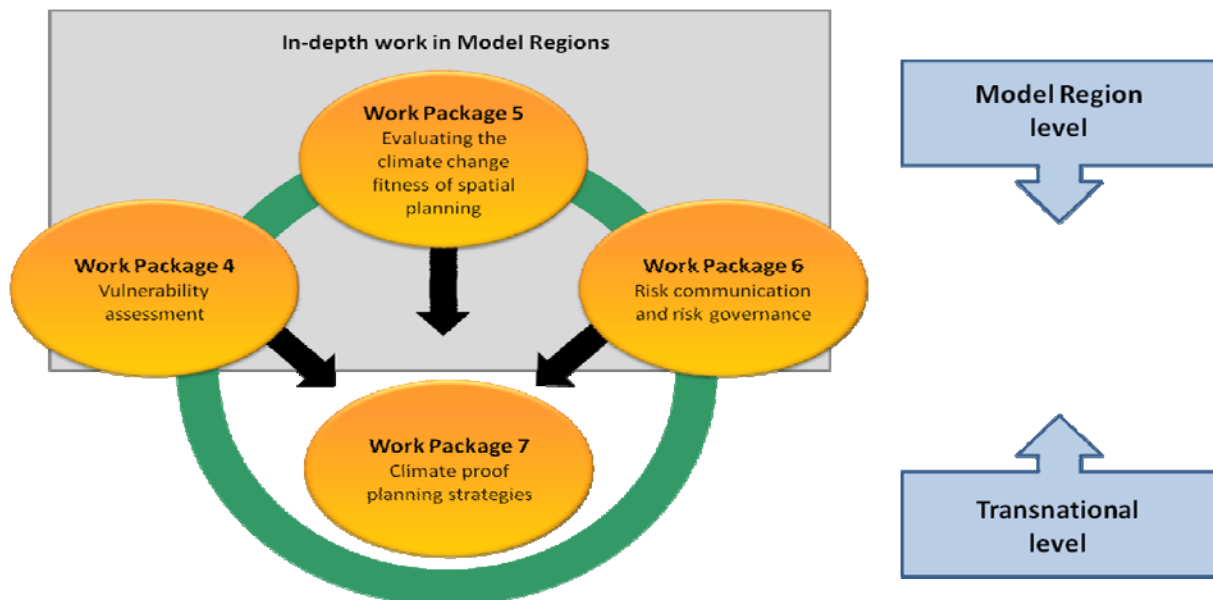 In-depth work in Model Regions
Work Package 5
Evaluating the
climate change
fitness of spatial
planning
Work Package 4
Vulnerability
assessment
Work Package 6
Risk communication
and risk governance
Work Package 7
Climate proof
planning strategies
Model Region
level
Transnational
level